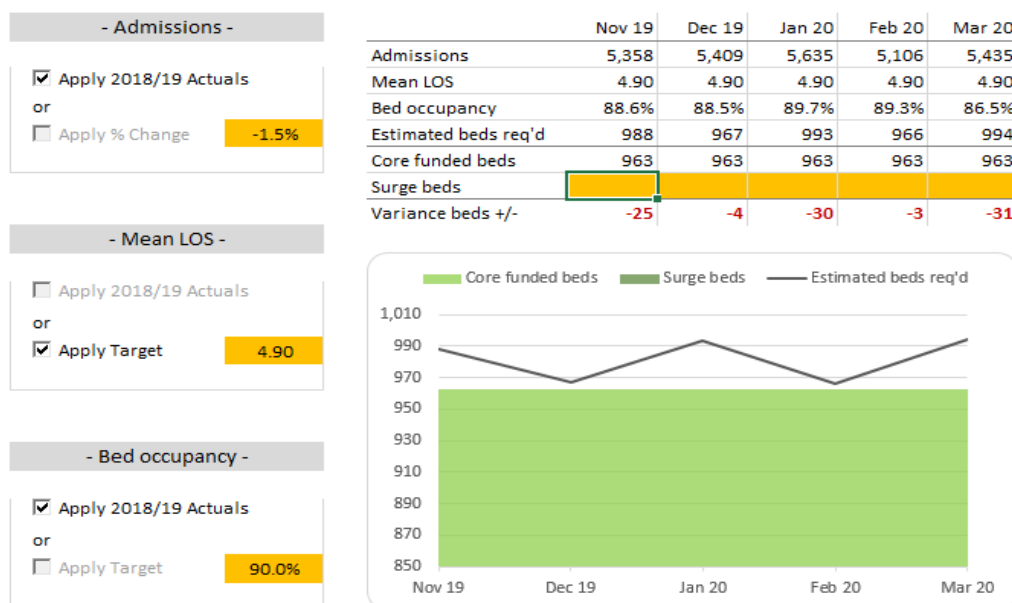 - Admissions -
Apply 2018/19 Actuals
or
Apply % Change -1.5%
- Mean LOS -
Apply 2018/19 Actuals
or
Apply Target 4.90
- Bed occupancy -
Apply 2018/19 Actuals
or
Apply Target 90.0%
Nov 19 Dec 19 Jan 20 Feb 20 Mar 20
Admissions 5,358 5,409 5,635 5,106 5,435
Mean LOS 4.90 4.90 4.90 4.90 4.90
Bed occupancy 88.6% 88.5% 89.7% 89.3% 86.5%
Estimated beds req'd 988 967 993 966 994
Core funded beds 963 963 963 963 963
Surge beds
Variance beds +/- -25 -4 -30 -3 -31
Core funded beds Surge beds Estimated beds req'd
1,010
990
970
950
930
910
890
870
850
Nov 19 Dec 19 Jan 20 Feb 20 Mar 20